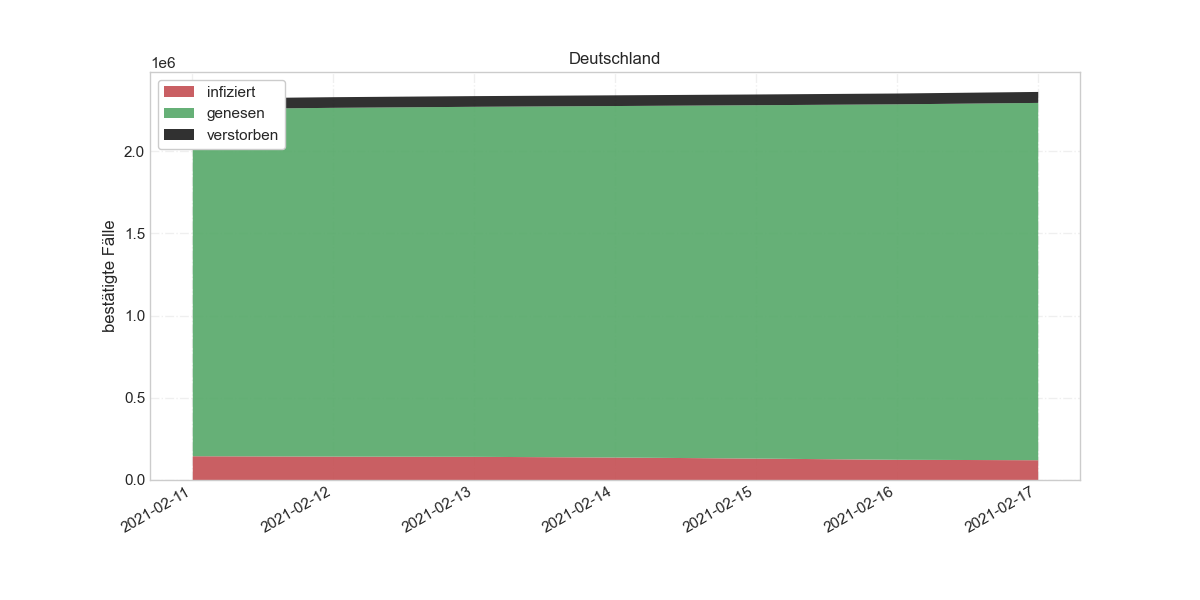 Deutschland
1e6
infiziert
genesen
verstorben
bestätigte Fälle
2.0
1.5
1.0
0.5
0.0
2021-02-11
2021-02-12
2021-02-13
2021-02-14
2021-02-15
2021-02-16
2021-02-17